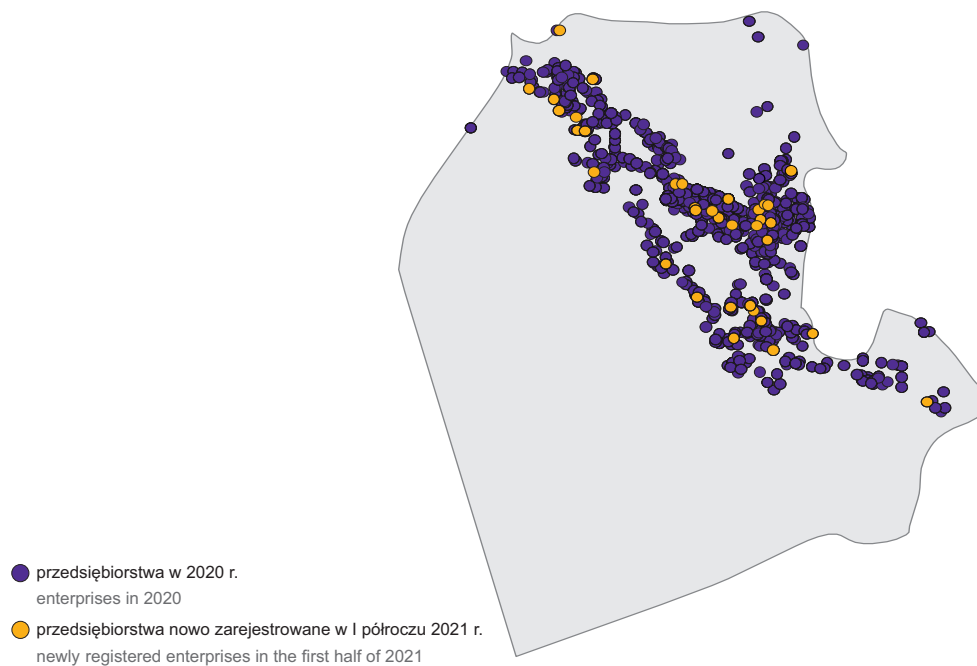 przedsiębiorstwa w 2020 r.
enterprises in 2020
przedsiębiorstwa nowo zarejestrowane w I półroczu 2021 r.
newly registered enterprises in the first half of 2021